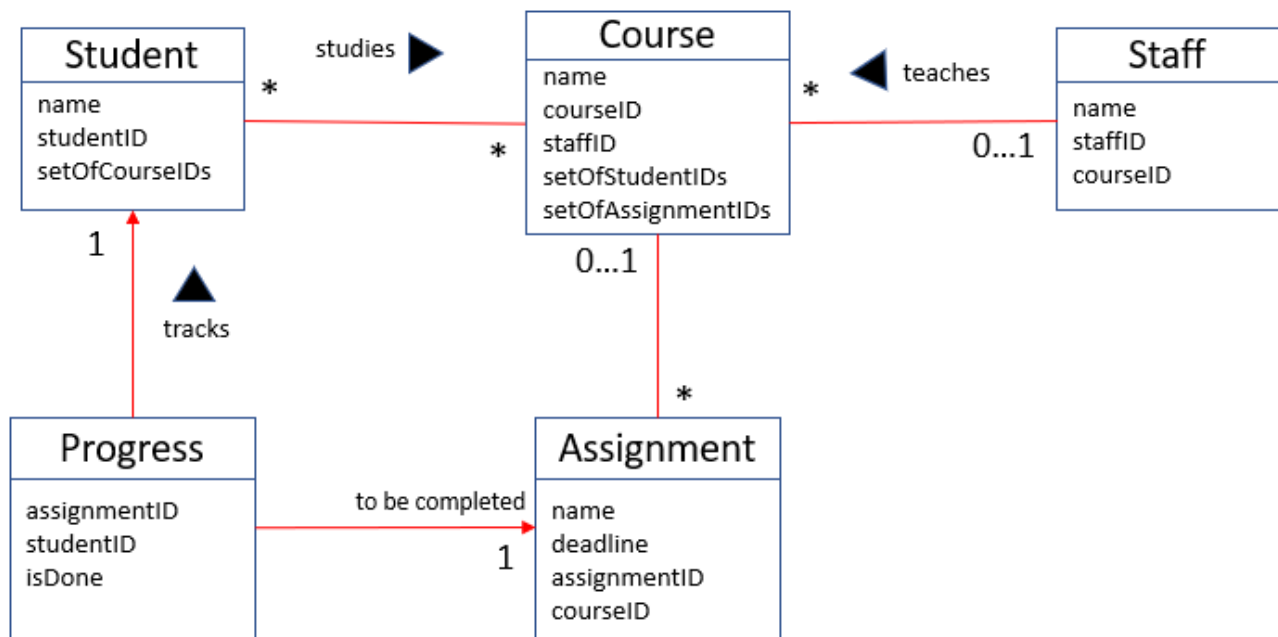 Student
name
studentID
setOfCourseIDs
studies
*
*
Course
name
courseID
staffID
setOfStudentIDs
setOfAssignmentIDs
*
teaches
0...1
Staff
name
staffID
courseID
1
tracks
0...1
*
Progress
assignmentID
studentID
isDone
to be completed
1
Assignment
name
deadline
assignmentID
courseID